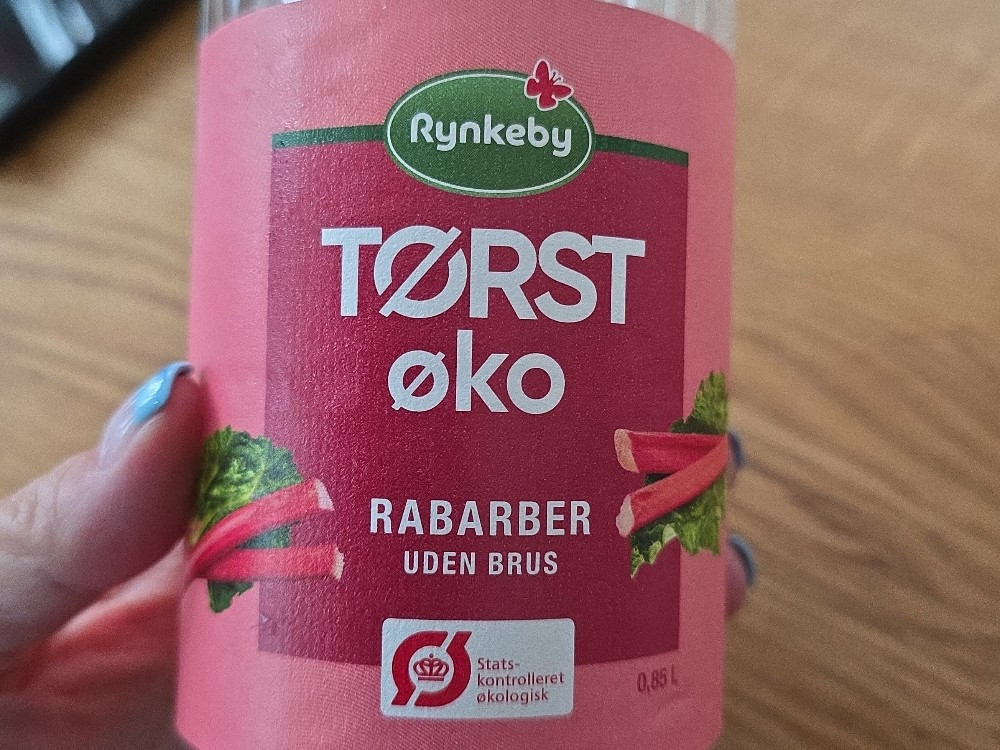 Rynkeby
TØRST
øko
RABARBER
UDEN BRUS
Stats-
kontrolleret
økologisk
0,85 L